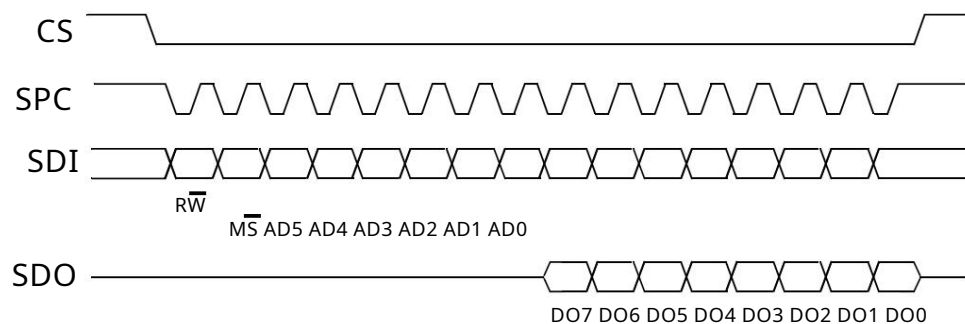 CS
SPC
SDI
RW̅
MS̅ AD5 AD4 AD3 AD2 AD1 AD0
SDO
DO7 DO6 DO5 DO4 DO3 DO2 DO1 DO0